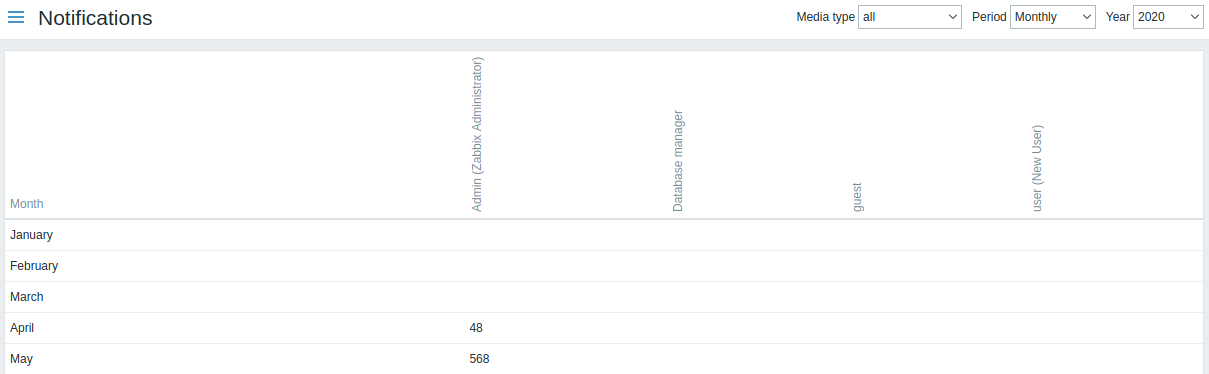 Notifications Media type all Period Monthly Year 2020
Month Admin (Zabbix Administrator) Database manager guest user (New User)
January
February
March
April 48
May 568